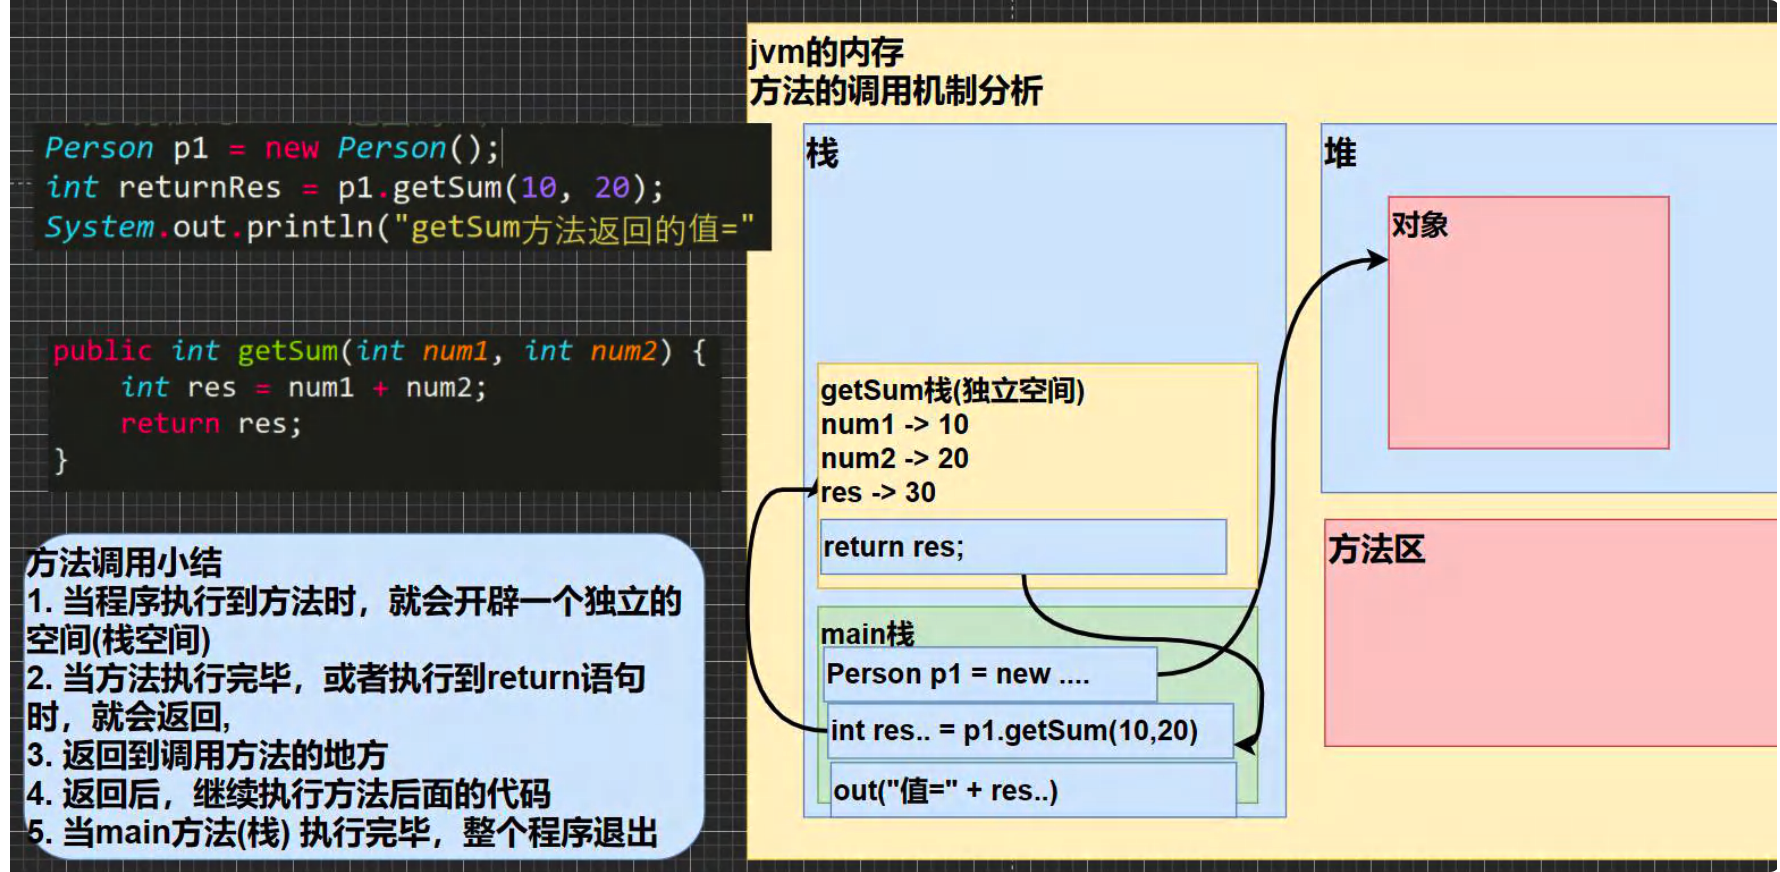 Person p1 = new Person();
int returnRes = p1.getSum(10, 20);
System.out.println("getSum方法返回的值="
public int getSum(int num1, int num2) {
int res = num1 + num2;
return res;
}
方法调用小结
1. 当程序执行到方法时，就会开辟一个独立的
空间(栈空间)
2. 当方法执行完毕，或者执行到return语句
时，就会返回,
3. 返回到调用方法的地方
4. 返回后，继续执行方法后面的代码
5. 当main方法(栈) 执行完毕，整个程序退出
jvm的内存
方法的调用机制分析
栈
getSum栈(独立空间)
num1 -> 10
num2 -> 20
res -> 30
return res;
main栈
Person p1 = new ....
int res.. = p1.getSum(10,20)
out("值=" + res..)
堆
对象
方法区